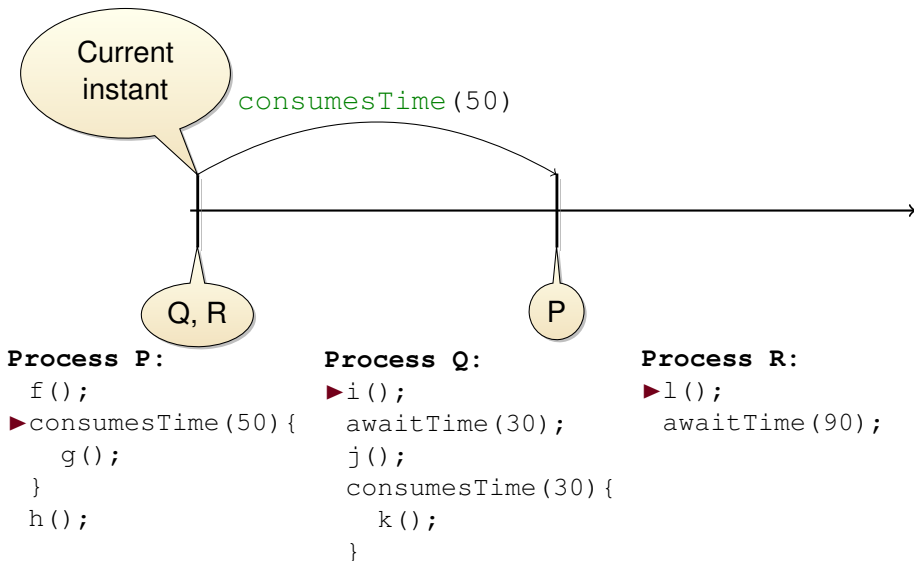 Current
instant
consumesTime(50)
Q, R
P
Process P:
f();
►consumesTime(50){
g();
}
h();
Process Q:
►i();
awaitTime(30);
j();
consumesTime(30){
k();
}
Process R:
►l();
awaitTime(90);